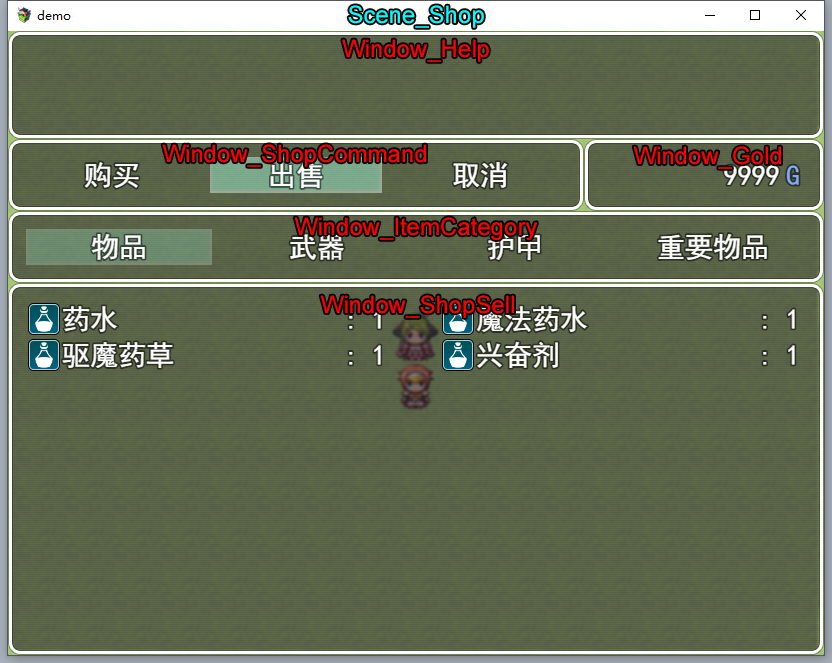 demo
Scene_Shop
Window_Help
Window_ShopCommand
购买 出售 取消
Window_Gold
9999 G
Window_ItemCategory
物品 武器 护甲 重要物品
Window_ShopSell
药水 : 1 魔法药水 : 1
驱魔药草 : 1 兴奋剂 : 1